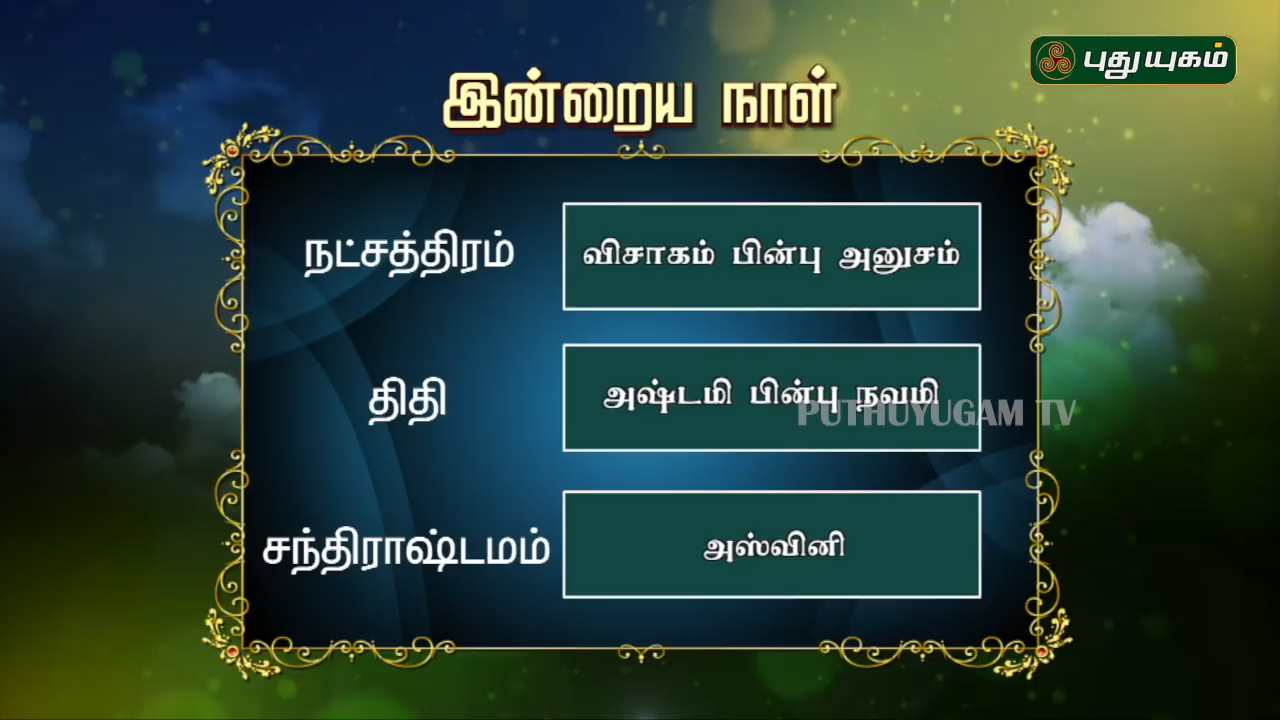 புதுயுகம்
இன்றைய நாள்
நட்சத்திரம்
விசாகம் பின்பு அனுசம்
திதி
அஷ்டமி பின்பு நவமி
PUTHUYUGAM TV
சந்திராஷ்டமம்
அஸ்வினி